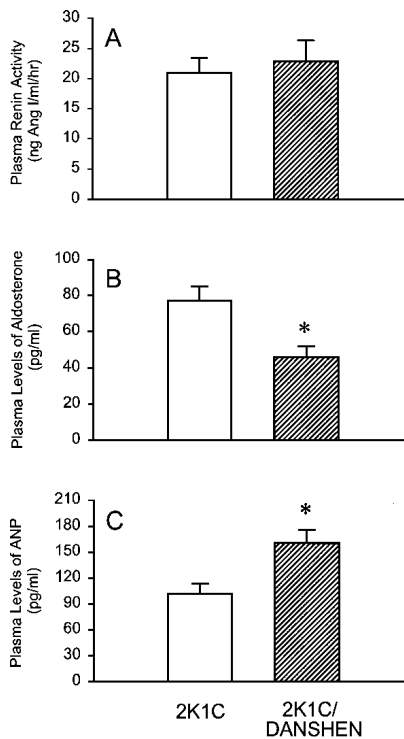 A
Plasma Renin Activity
(ng Ang I/ml/hr)
30
25
20
15
10
5
0
B
Plasma Levels of Aldosterone
(pg/ml)
100
80
60
40
20
0
*
C
Plasma Levels of ANP
(pg/ml)
210
180
150
120
90
60
30
0
*
2K1C
2K1C/
DANSHEN